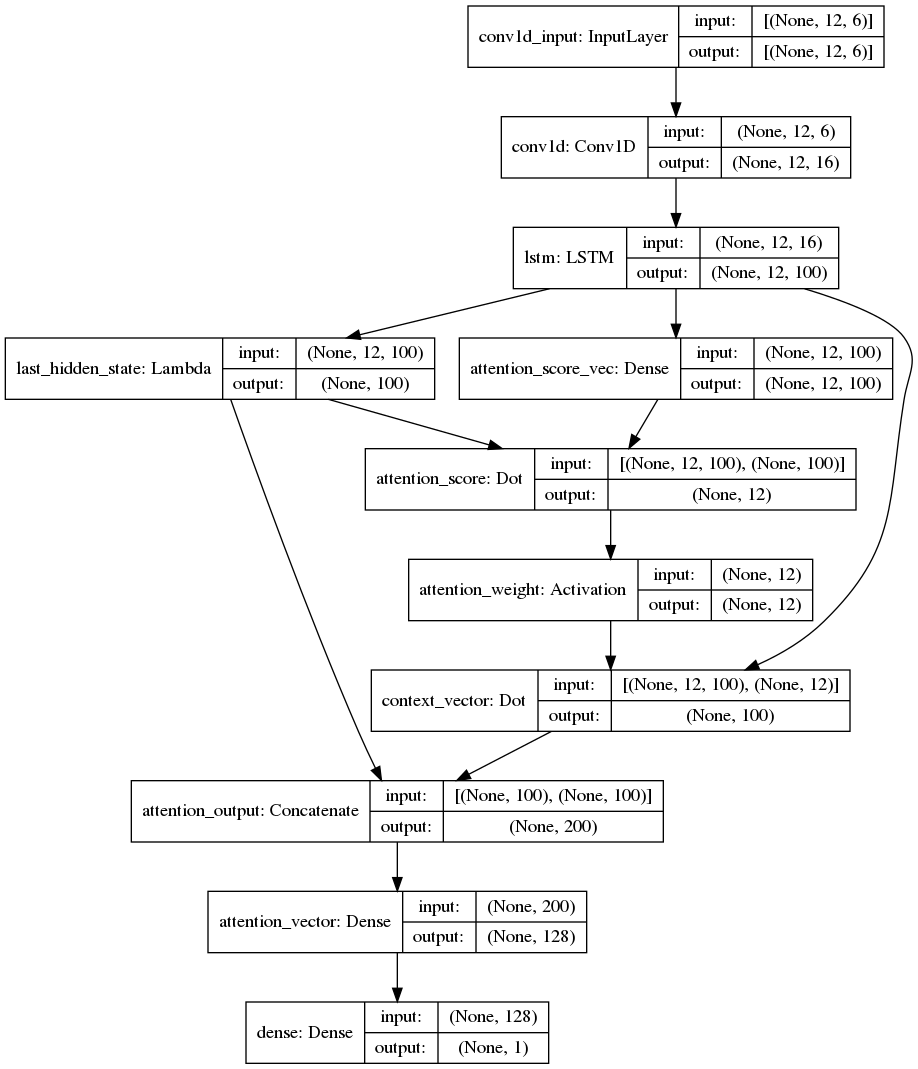 conv1d_input: InputLayer
input:
[(None, 12, 6)]
output:
[(None, 12, 6)]
conv1d: Conv1D
input:
(None, 12, 6)
output:
(None, 12, 16)
lstm: LSTM
input:
(None, 12, 16)
output:
(None, 12, 100)
last_hidden_state: Lambda
input:
(None, 12, 100)
output:
(None, 100)
attention_score_vec: Dense
input:
(None, 12, 100)
output:
(None, 12, 100)
attention_score: Dot
input:
[(None, 12, 100), (None, 100)]
output:
(None, 12)
attention_weight: Activation
input:
(None, 12)
output:
(None, 12)
context_vector: Dot
input:
[(None, 12, 100), (None, 12)]
output:
(None, 100)
attention_output: Concatenate
input:
[(None, 100), (None, 100)]
output:
(None, 200)
attention_vector: Dense
input:
(None, 200)
output:
(None, 128)
dense: Dense
input:
(None, 128)
output:
(None, 1)